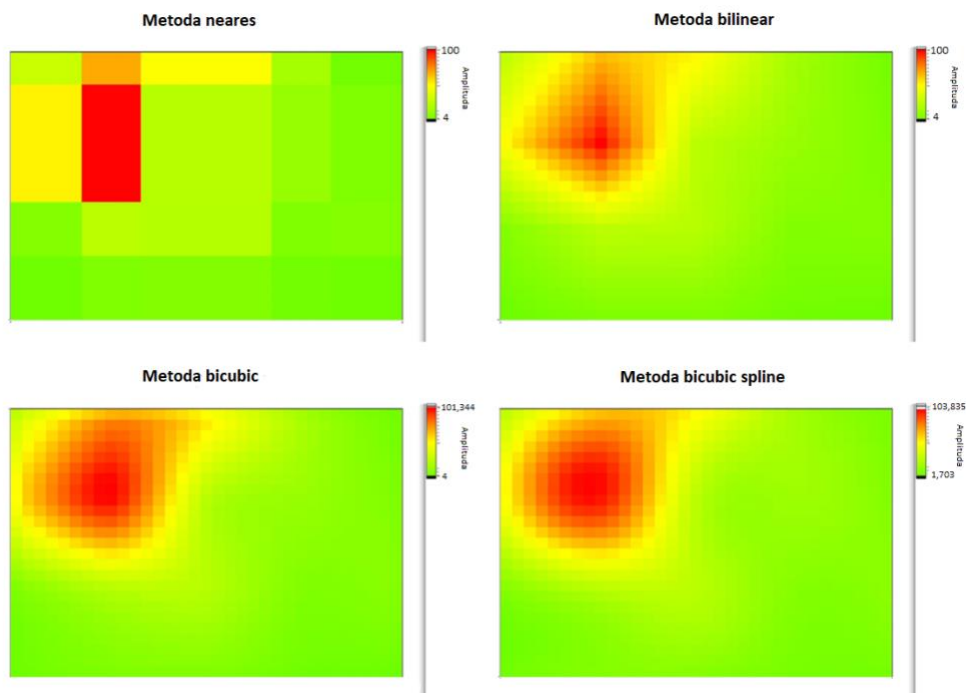 Metoda neares
100
Amplituda
4
Metoda bilinear
100
Amplituda
4
Metoda bicubic
101,344
Amplituda
4
Metoda bicubic spline
103,835
Amplituda
1,703